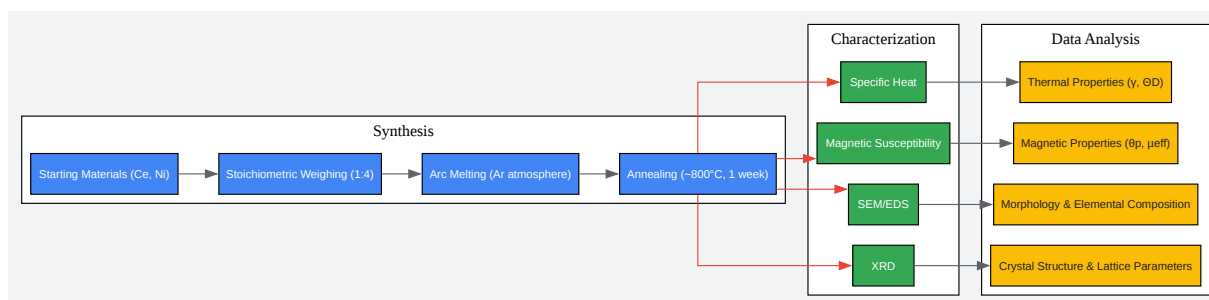 Synthesis
Starting Materials (Ce, Ni)
Stoichiometric Weighing (1:4)
Arc Melting (Ar atmosphere)
Annealing (~800°C, 1 week)
Characterization
Specific Heat
Magnetic Susceptibility
SEM/EDS
XRD
Data Analysis
Thermal Properties (γ, ΘD)
Magnetic Properties (θp, μeff)
Morphology & Elemental Composition
Crystal Structure & Lattice Parameters